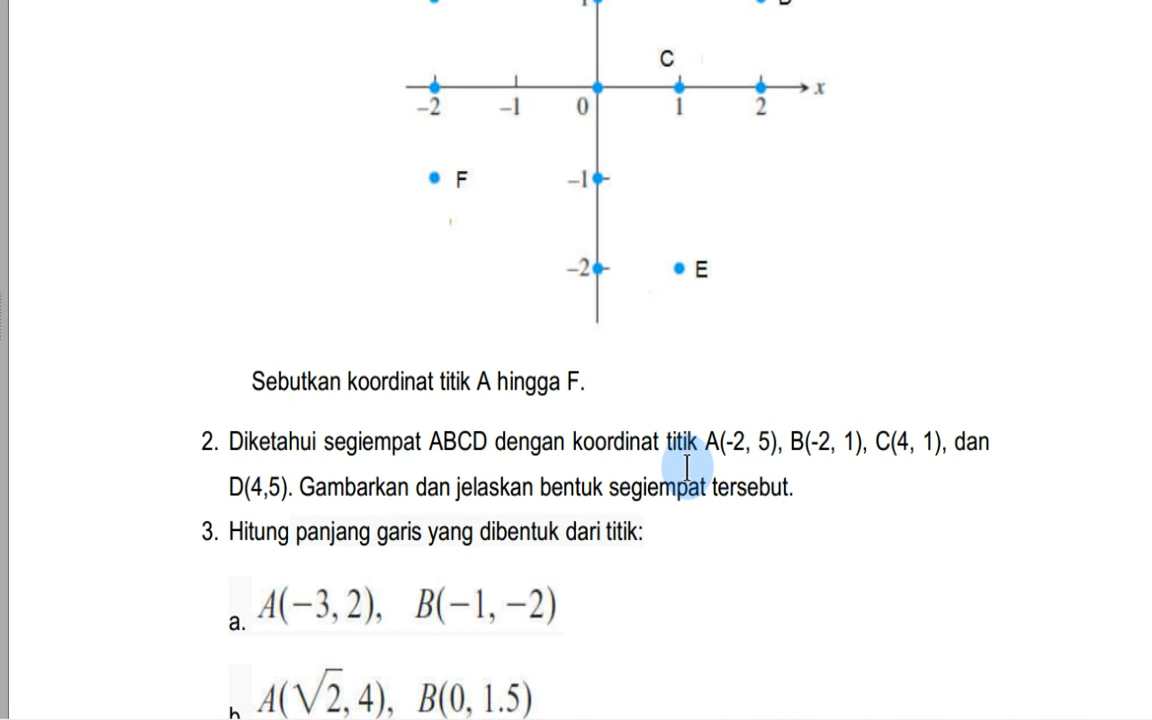 C
x
−2 −1 0 1 2
F −1
−2 E
Sebutkan koordinat titik A hingga F.
2. Diketahui segiempat ABCD dengan koordinat titik A(-2, 5), B(-2, 1), C(4, 1), dan
D(4,5). Gambarkan dan jelaskan bentuk segiempat tersebut.
3. Hitung panjang garis yang dibentuk dari titik:
a. A(−3, 2), B(−1, −2)
A(√2, 4), B(0, 1.5)